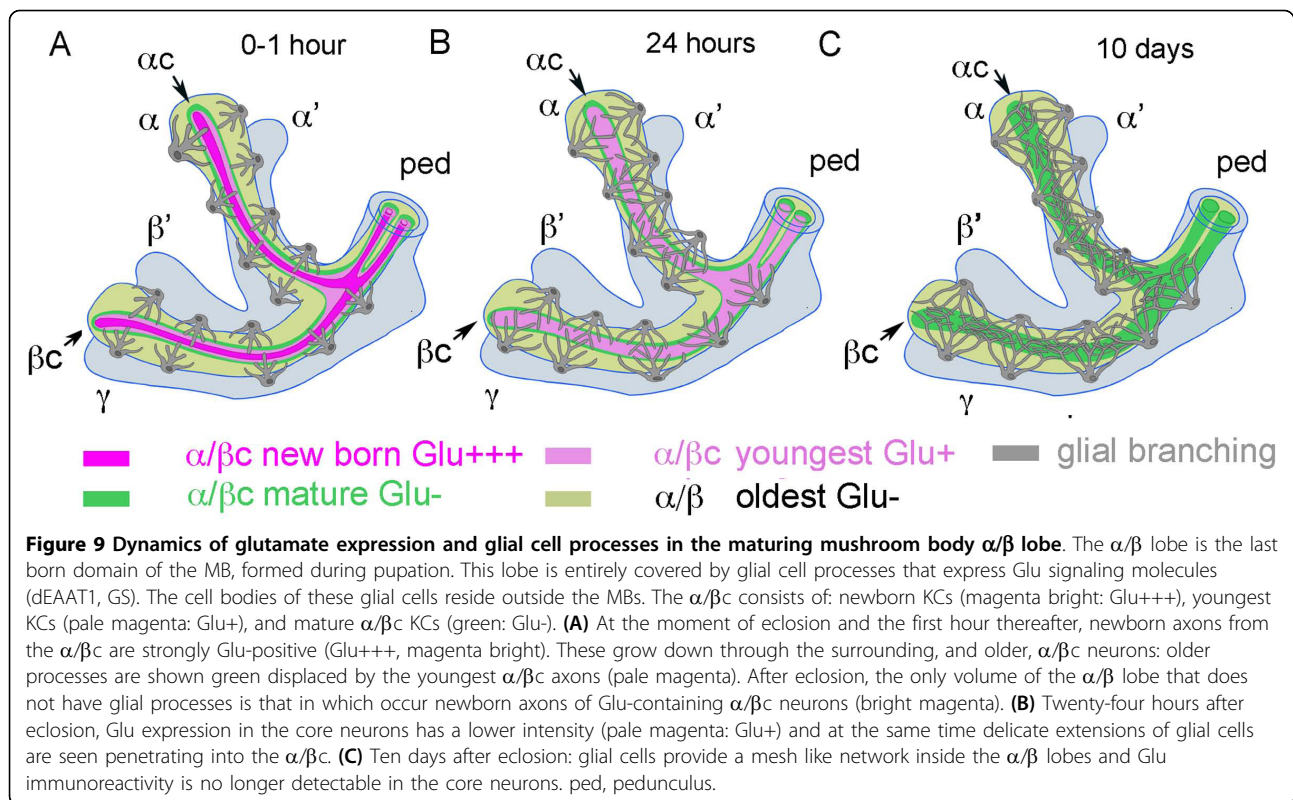 A
0-1 hour
αc
α
α'
ped
β'
βc
γ
B
24 hours
αc
α
α'
ped
β'
βc
γ
C
10 days
αc
α
α'
ped
β'
βc
γ
α/βc new born Glu+++
α/βc youngest Glu+
glial branching
α/βc mature Glu-
α/β oldest Glu-
Figure 9 Dynamics of glutamate expression and glial cell processes in the maturing mushroom body α/β lobe. The α/β lobe is the last
born domain of the MB, formed during pupation. This lobe is entirely covered by glial cell processes that express Glu signaling molecules
(dEAAT1, GS). The cell bodies of these glial cells reside outside the MBs. The α/βc consists of: newborn KCs (magenta bright: Glu+++), youngest
KCs (pale magenta: Glu+), and mature α/βc KCs (green: Glu-). (A) At the moment of eclosion and the first hour thereafter, newborn axons from
the α/βc are strongly Glu-positive (Glu+++, magenta bright). These grow down through the surrounding, and older, α/βc neurons: older
processes are shown green displaced by the youngest α/βc axons (pale magenta). After eclosion, the only volume of the α/β lobe that does
not have glial processes is that in which occur newborn axons of Glu-containing α/βc neurons (bright magenta). (B) Twenty-four hours after
eclosion, Glu expression in the core neurons has a lower intensity (pale magenta: Glu+) and at the same time delicate extensions of glial cells
are seen penetrating into the α/βc. (C) Ten days after eclosion: glial cells provide a mesh like network inside the α/β lobes and Glu
immunoreactivity is no longer detectable in the core neurons. ped, pedunculus.